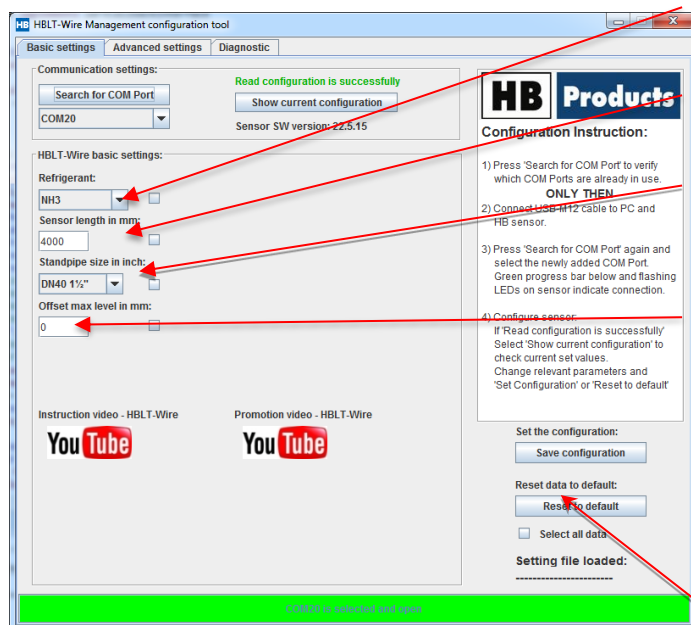 HB HBLT-Wire Management configuration tool
Basic settings Advanced settings Diagnostic
Communication settings:
Search for COM Port
COM20
Read configuration is successfully
Show current configuration
Sensor SW version: 22.5.15
HBLT-Wire basic settings:
Refrigerant:
NH3
Sensor length in mm:
4000
Standpipe size in inch:
DN40 1½"
Offset max level in mm:
0
Instruction video - HBLT-Wire
YouTube
Promotion video - HBLT-Wire
YouTube
HB Products
Configuration Instruction:
1) Press 'Search for COM Port' to verify
which COM Ports are already in use.
ONLY THEN
2) Connect USB-M12 cable to PC and
HB sensor.
3) Press 'Search for COM Port' again and
select the newly added COM Port.
Green progress bar below and flashing
LEDs on sensor indicate connection.
4) Configure sensor:
If 'Read configuration is successfully'
Select 'Show current configuration' to
check current set values.
Change relevant parameters and
'Set Configuration' or 'Reset to default'
Set the configuration:
Save configuration
Reset data to default:
Reset to default
Select all data
Setting file loaded:
-----------------------
COM20 is selected and open